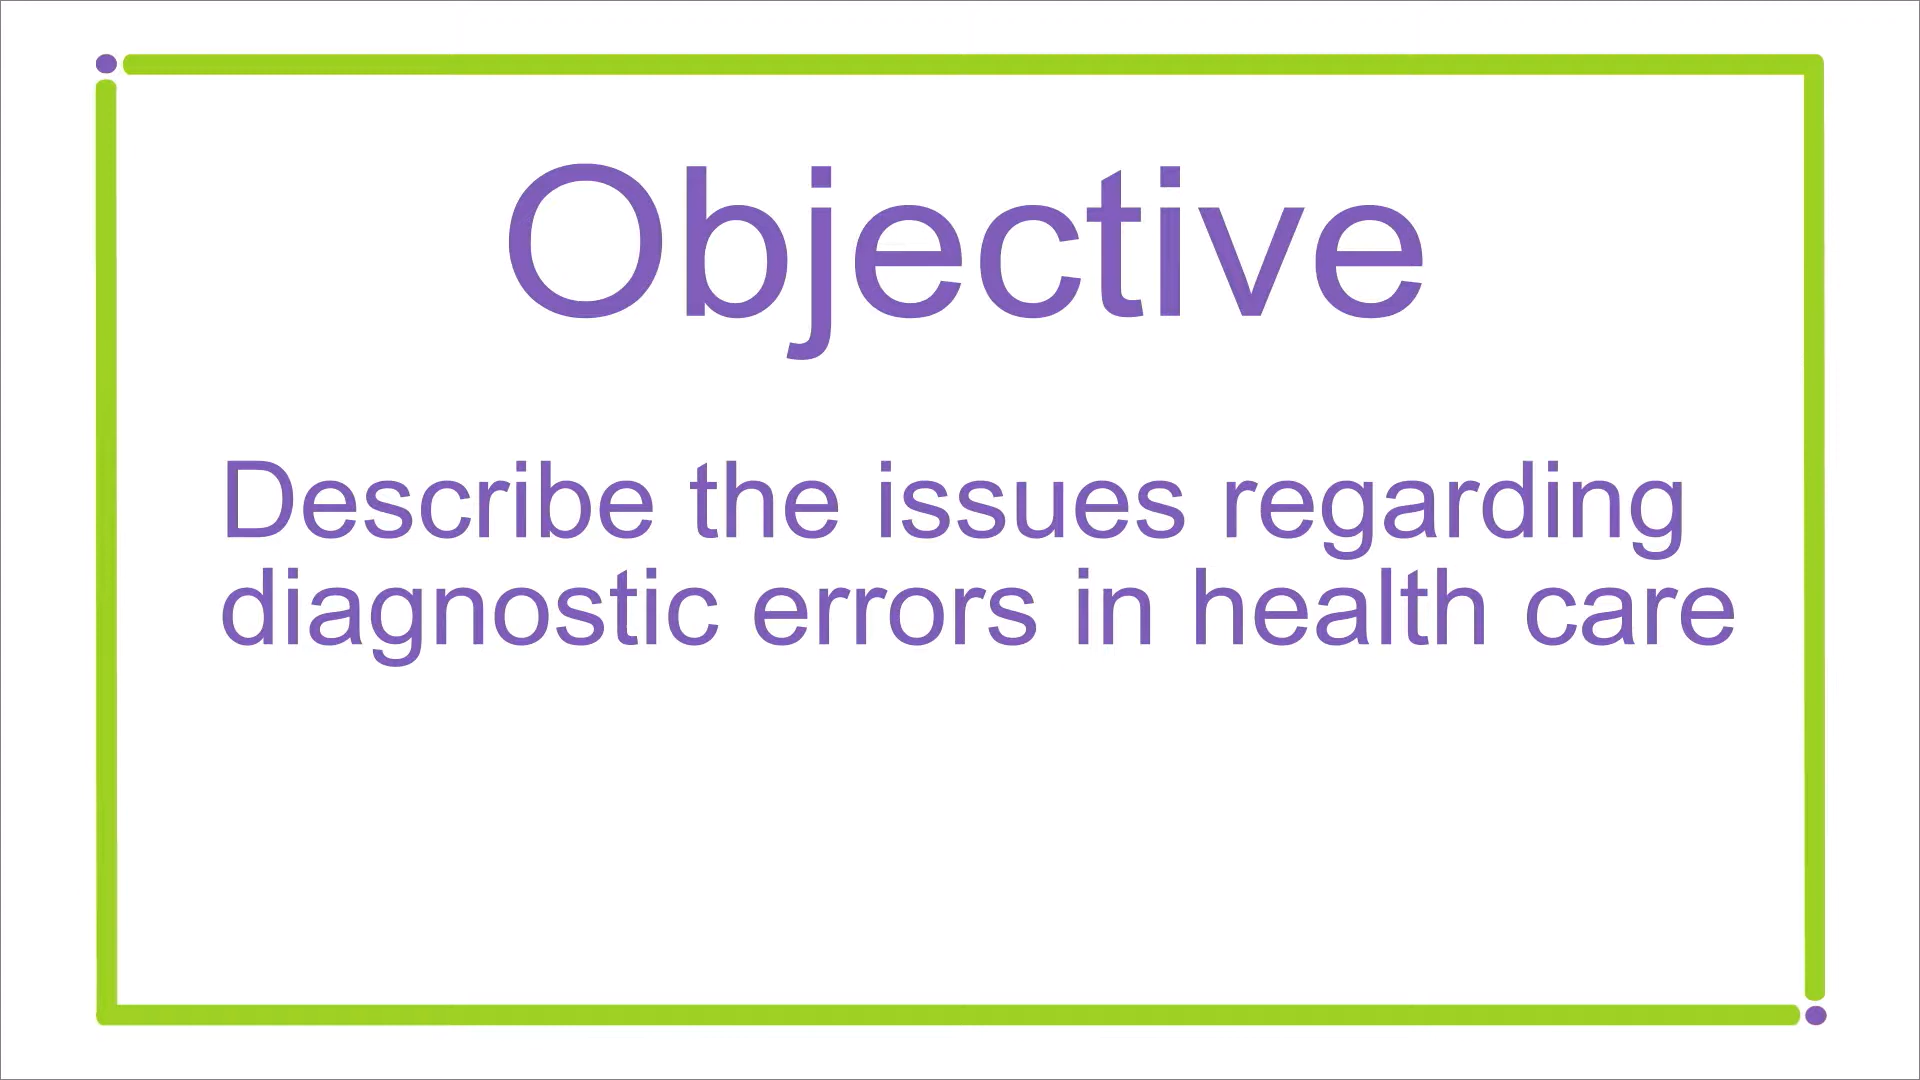 Objective
Describe the issues regarding
diagnostic errors in health care